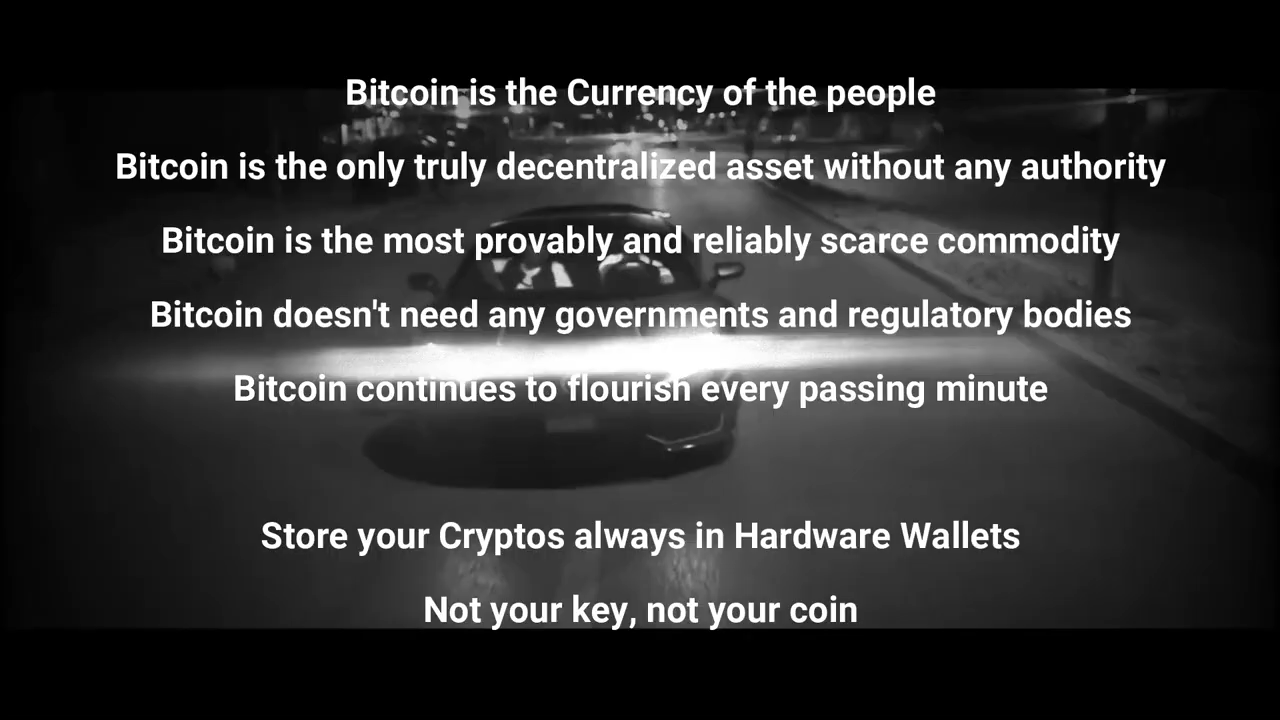 Bitcoin is the Currency of the people
Bitcoin is the only truly decentralized asset without any authority
Bitcoin is the most provably and reliably scarce commodity
Bitcoin doesn't need any governments and regulatory bodies
Bitcoin continues to flourish every passing minute
Store your Cryptos always in Hardware Wallets
Not your key, not your coin